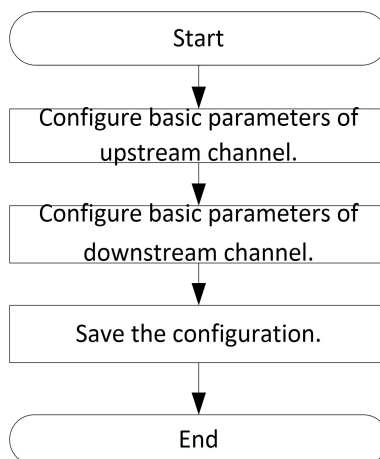 Start
Configure basic parameters of
upstream channel.
Configure basic parameters of
downstream channel.
Save the configuration.
End